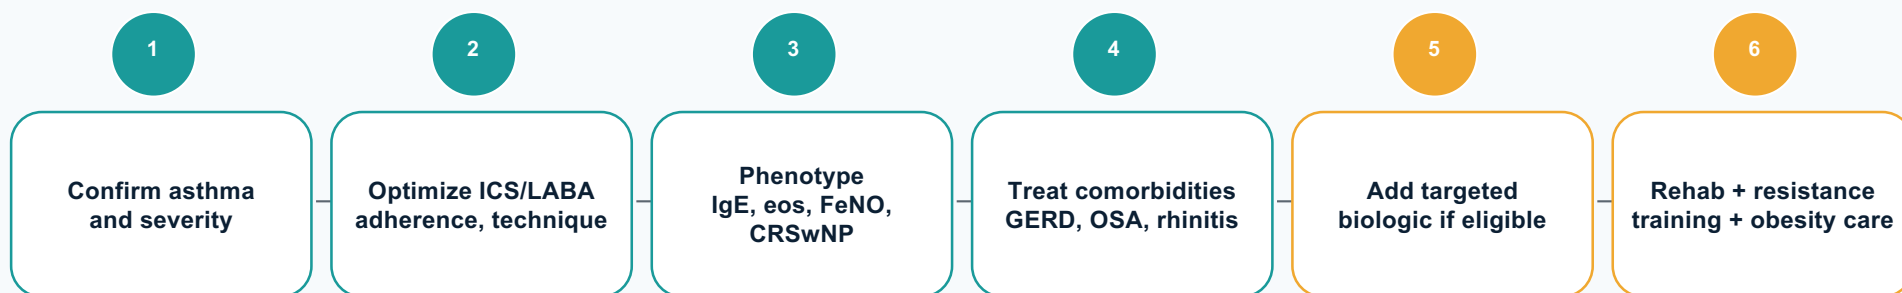 1
Confirm asthma
and severity
2
Optimize ICS/LABA
adherence, technique
3
Phenotype
IgE, eos, FeNO,
CRSwNP
4
Treat comorbidities
GERD, OSA, rhinitis
5
Add targeted
biologic if eligible
6
Rehab + resistance
training + obesity care